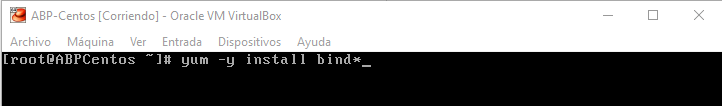 ABP-Centos [Corriendo] - Oracle VM VirtualBox
Archivo Máquina Ver Entrada Dispositivos Ayuda
[root@ABPCentos ~]# yum -y install bind*_